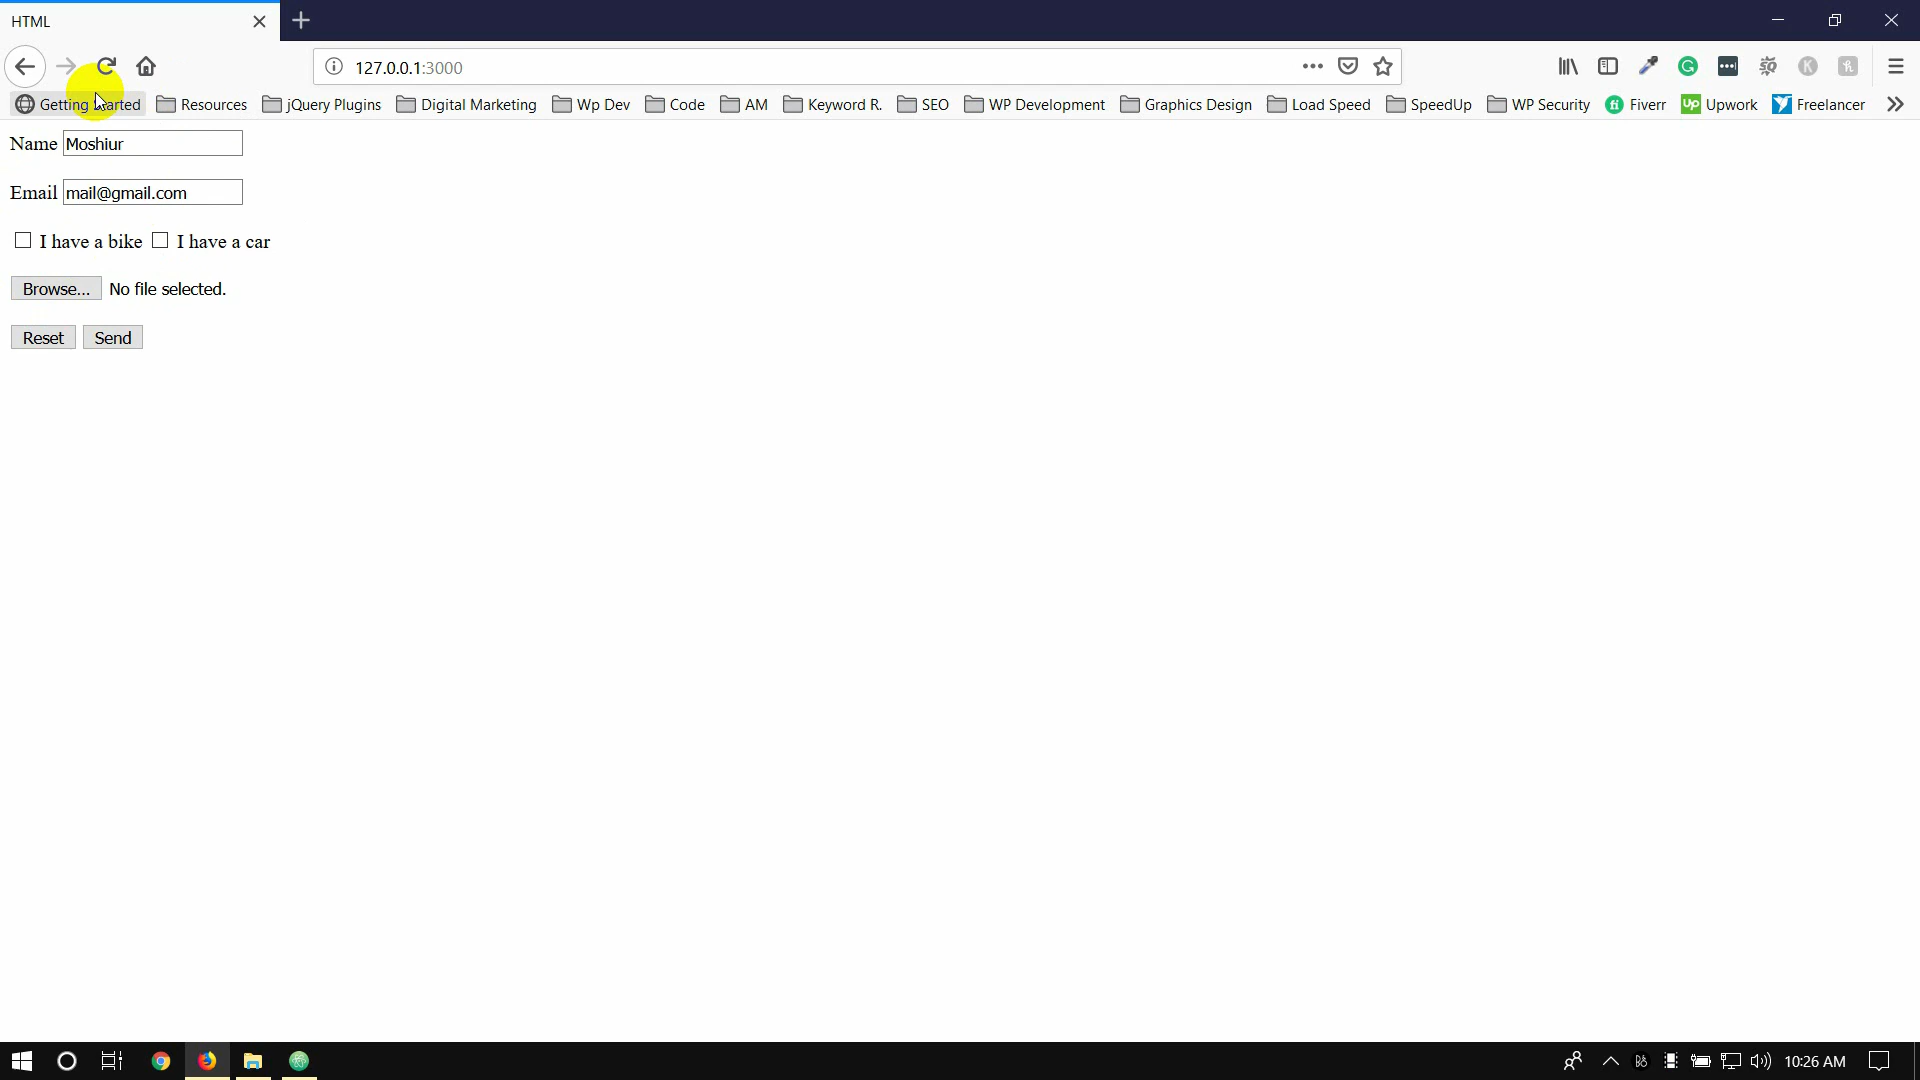 HTML
127.0.0.1:3000
Getting Started Resources jQuery Plugins Digital Marketing Wp Dev Code AM Keyword R. SEO WP Development Graphics Design Load Speed SpeedUp WP Security fi Fiverr Up Upwork Freelancer
Name Moshiur
Email mail@gmail.com
I have a bike I have a car
Browse... No file selected.
Reset Send
10:26 AM